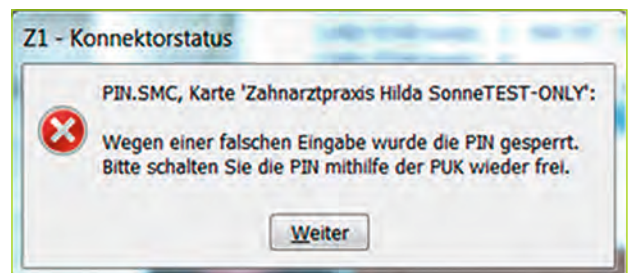 Z1 - Konnektorstatus
PIN.SMC, Karte 'Zahnarztpraxis Hilda SonneTEST-ONLY':
Wegen einer falschen Eingabe wurde die PIN gesperrt.
Bitte schalten Sie die PIN mithilfe der PUK wieder frei.
Weiter